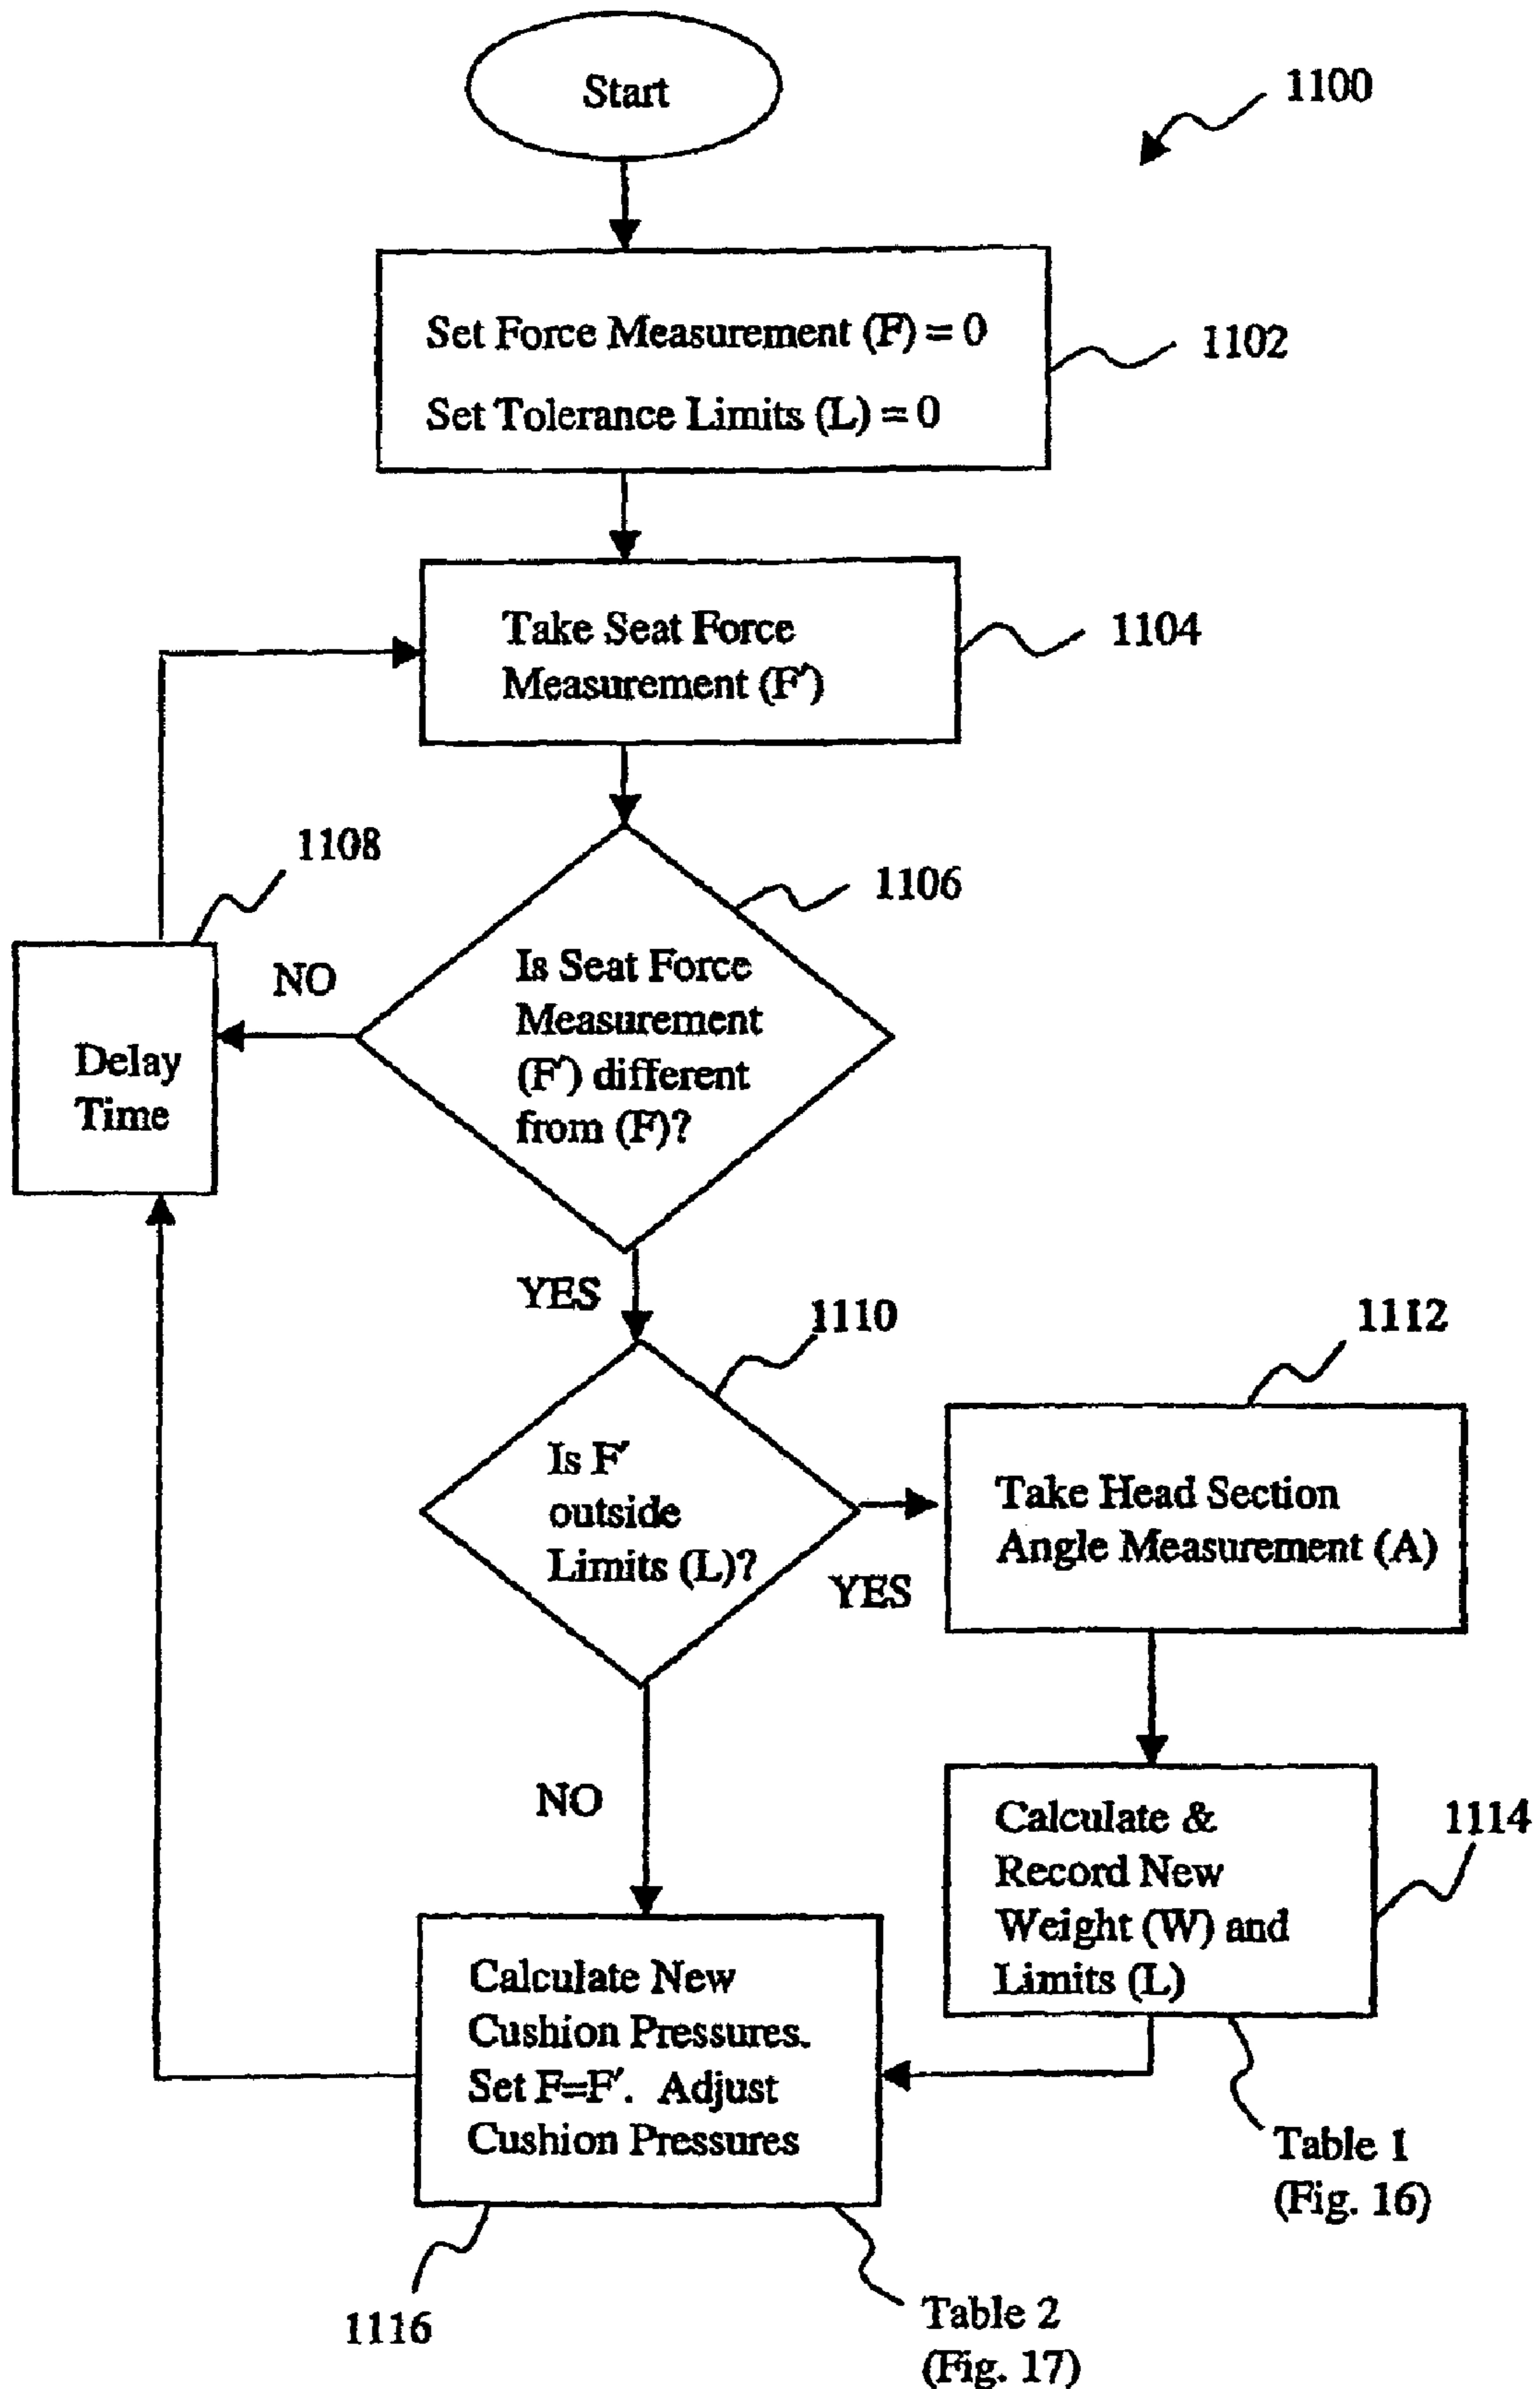 Start
1100
Set Force Measurement (F) = 0
Set Tolerance Limits (L) = 0
1102
Take Seat Force
Measurement (F')
1104
1108
1106
NO
Is Seat Force
Measurement
(F') different
from (F)?
Delay
Time
YES
1110
1112
Is F'
outside
Limits (L)?
YES
Take Head Section
Angle Measurement (A)
NO
Calculate &
Record New
Weight (W) and
Limits (L)
1114
Calculate New
Cushion Pressures.
Set F=F'. Adjust
Cushion Pressures
Table 1
(Fig. 16)
1116
Table 2
(Fig. 17)